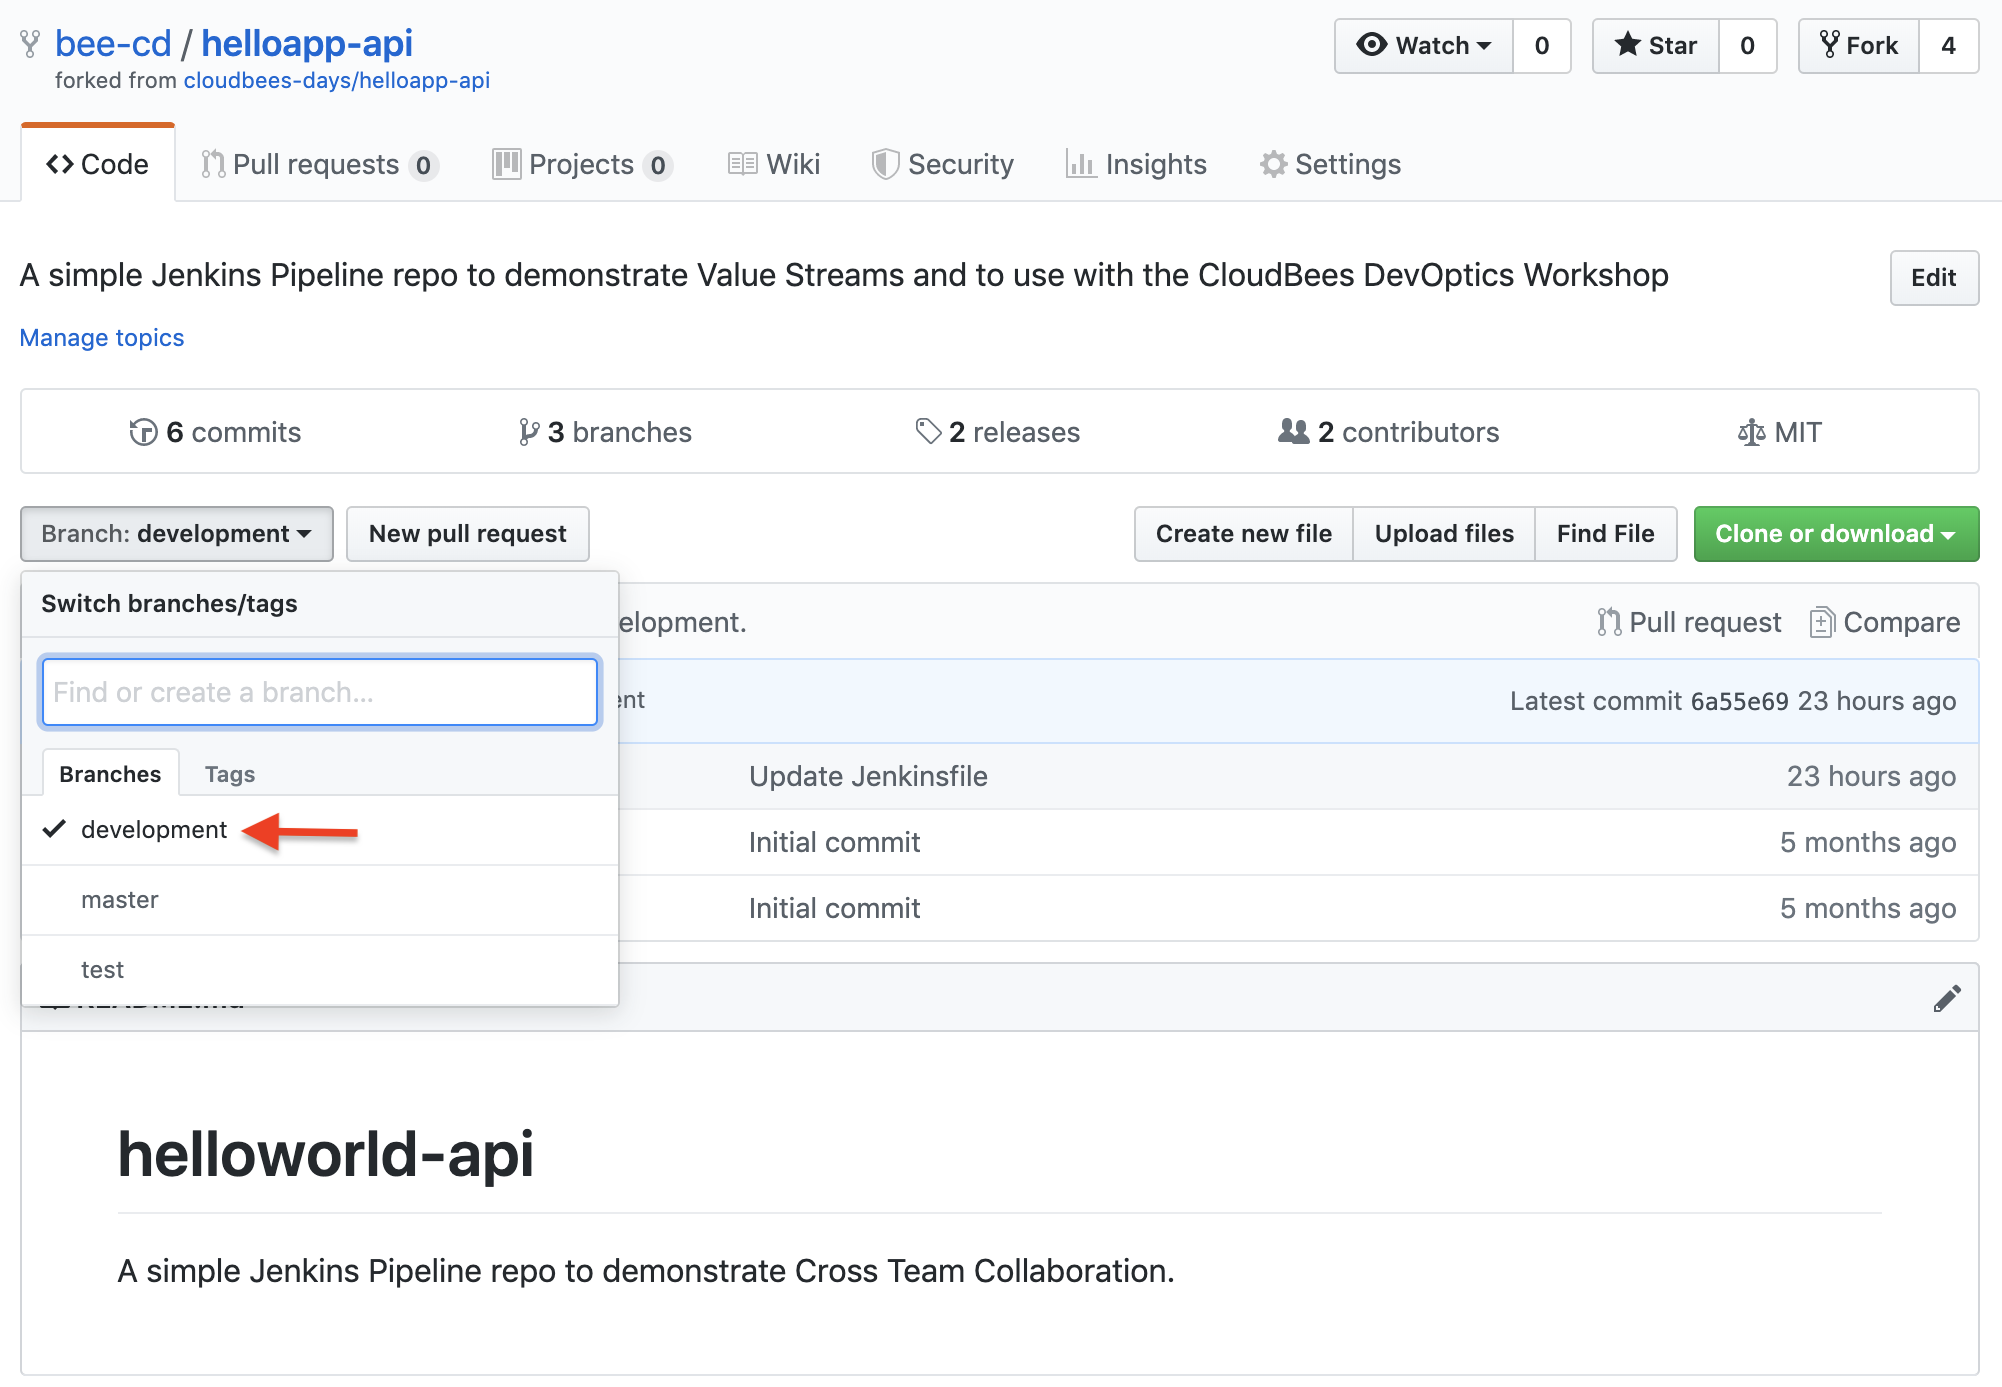 bee-cd / helloapp-api
forked from cloudbees-days/helloapp-api
Watch 0 Star 0 Fork 4
Code Pull requests 0 Projects 0 Wiki Security Insights Settings
A simple Jenkins Pipeline repo to demonstrate Value Streams and to use with the CloudBees DevOptics Workshop
Edit
Manage topics
6 commits 3 branches 2 releases 2 contributors MIT
Branch: development New pull request Create new file Upload files Find File Clone or download
Switch branches/tags
elopment. Pull request Compare
Find or create a branch...
ent Latest commit 6a55e69 23 hours ago
Branches Tags
Update Jenkinsfile 23 hours ago
development
Initial commit 5 months ago
master
Initial commit 5 months ago
test
helloworld-api
A simple Jenkins Pipeline repo to demonstrate Cross Team Collaboration.